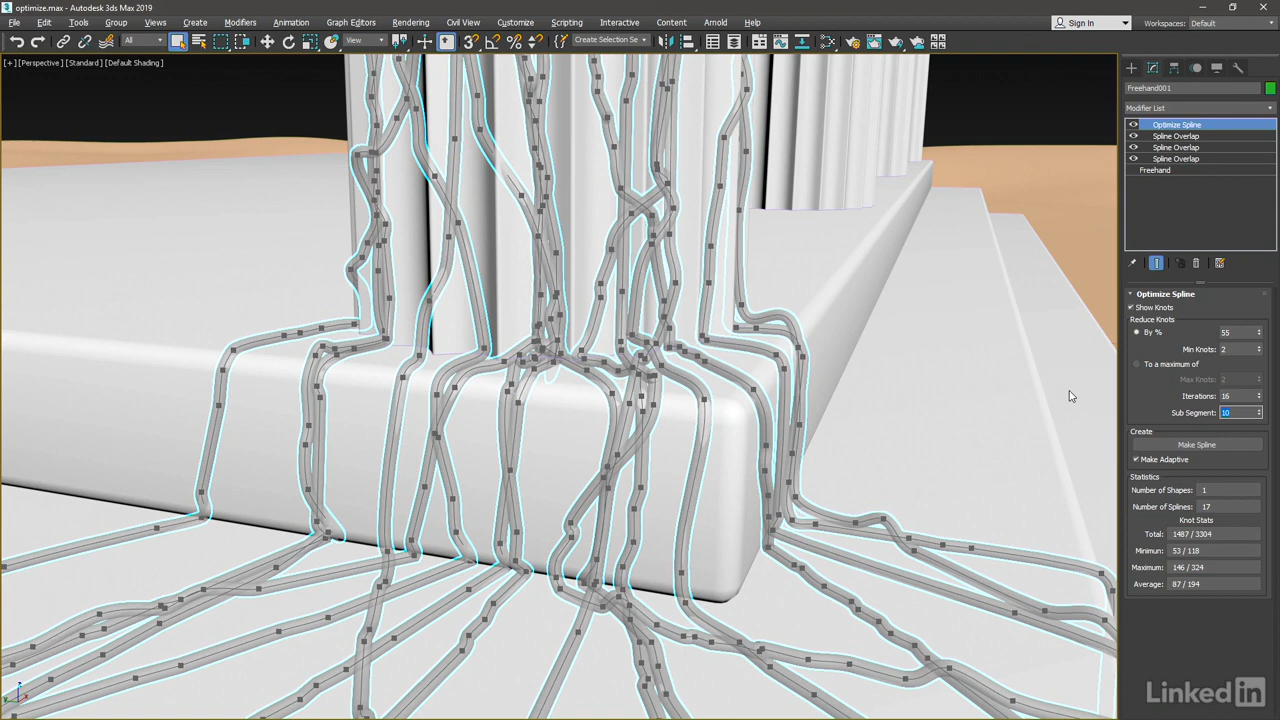 optimize.max - Autodesk 3ds Max 2019
File Edit Tools Group Views Create Modifiers Animation Graph Editors Rendering Civil View Customize Scripting Interactive Content Arnold Help
Sign In Workspaces: Default
All View Create Selection Se
[+] [Perspective] [Standard] [Default Shading]
Freehand001
Modifier List
Optimize Spline
Spline Overlap
Spline Overlap
Spline Overlap
Freehand
Optimize Spline
Show Knots
Reduce Knots
By % 55
Min Knots: 2
To a maximum of
Max Knots: 2
Iterations: 16
Sub Segment: 10
Create
Make Spline
Make Adaptive
Statistics
Number of Shapes: 1
Number of Splines: 17
Knot Stats
Total: 1487 / 3304
Minimun: 53 / 118
Maximum: 146 / 324
Average: 87 / 194
z
y x
Linked in